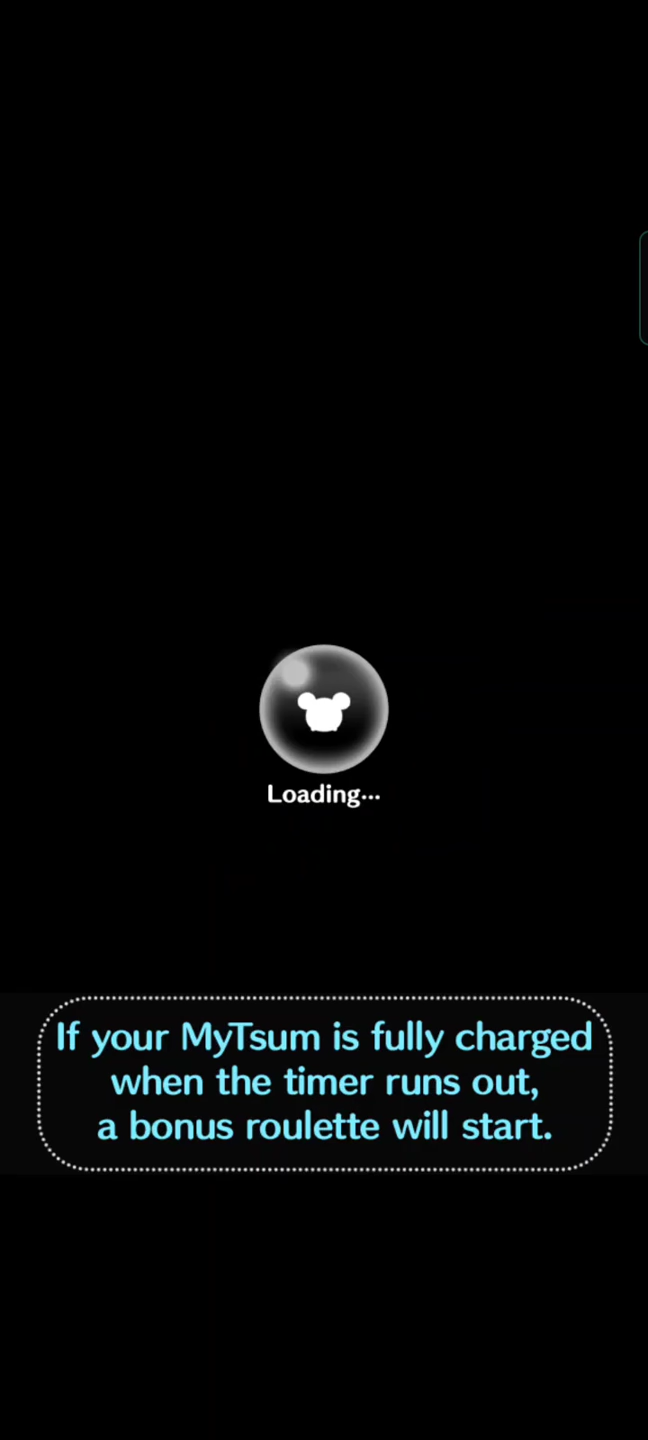 Loading···
If your MyTsum is fully charged
when the timer runs out,
a bonus roulette will start.